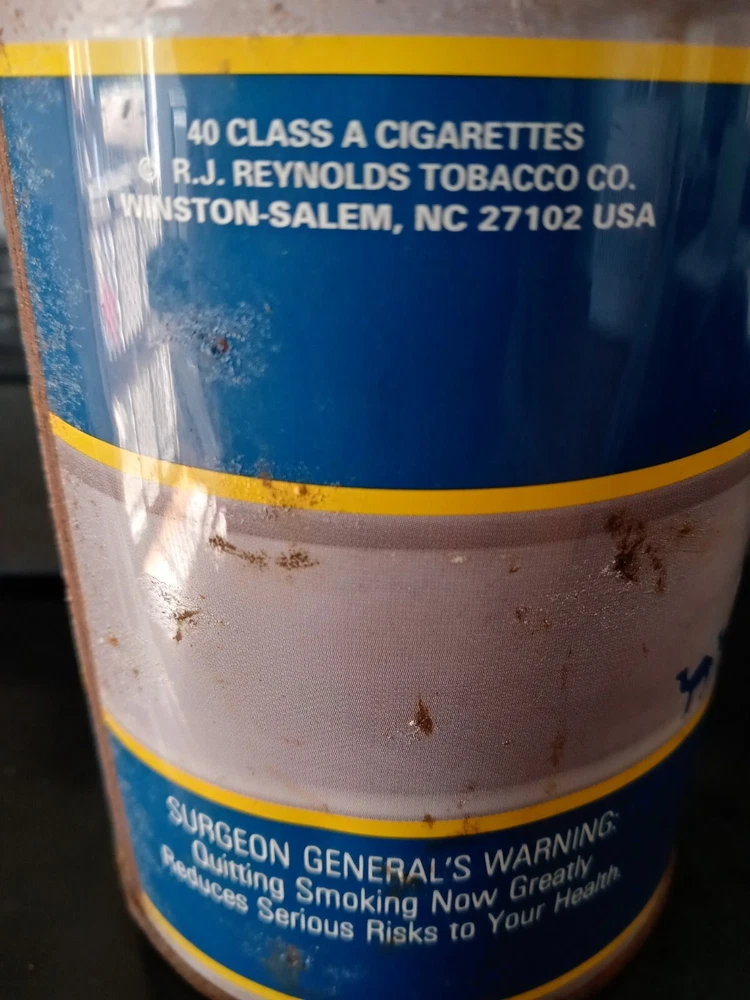 40 CLASS A CIGARETTES
© R.J. REYNOLDS TOBACCO CO.
WINSTON-SALEM, NC 27102 USA
SURGEON GENERAL'S WARNING:
Quitting Smoking Now Greatly
Reduces Serious Risks to Your Health.